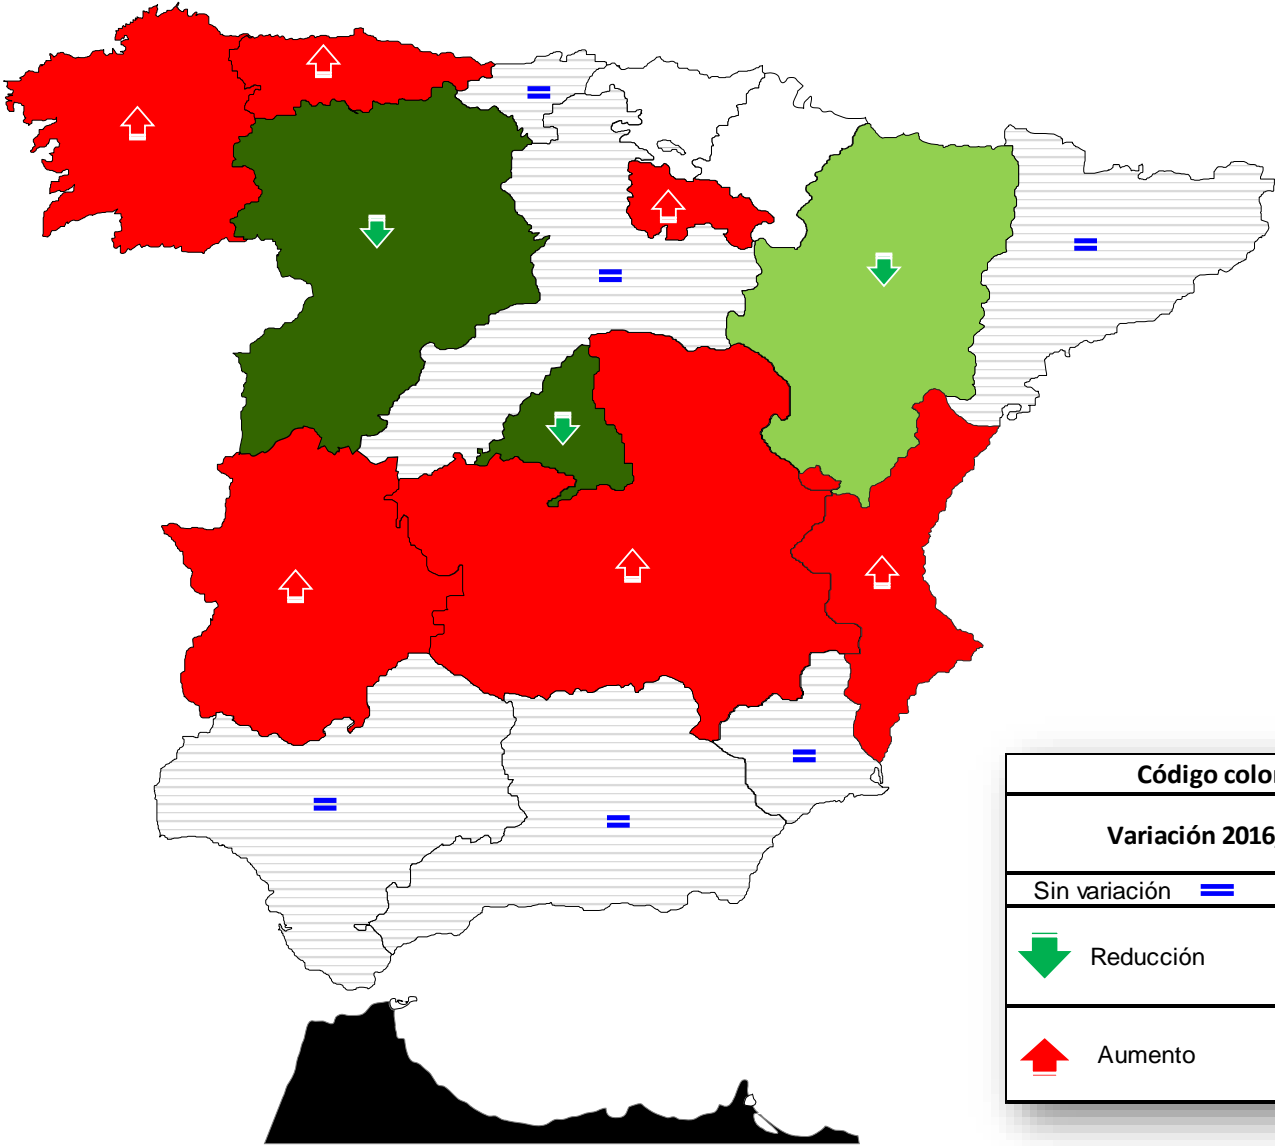 Código colo
Variación 2016
Sin variación
Reducción
Aumento